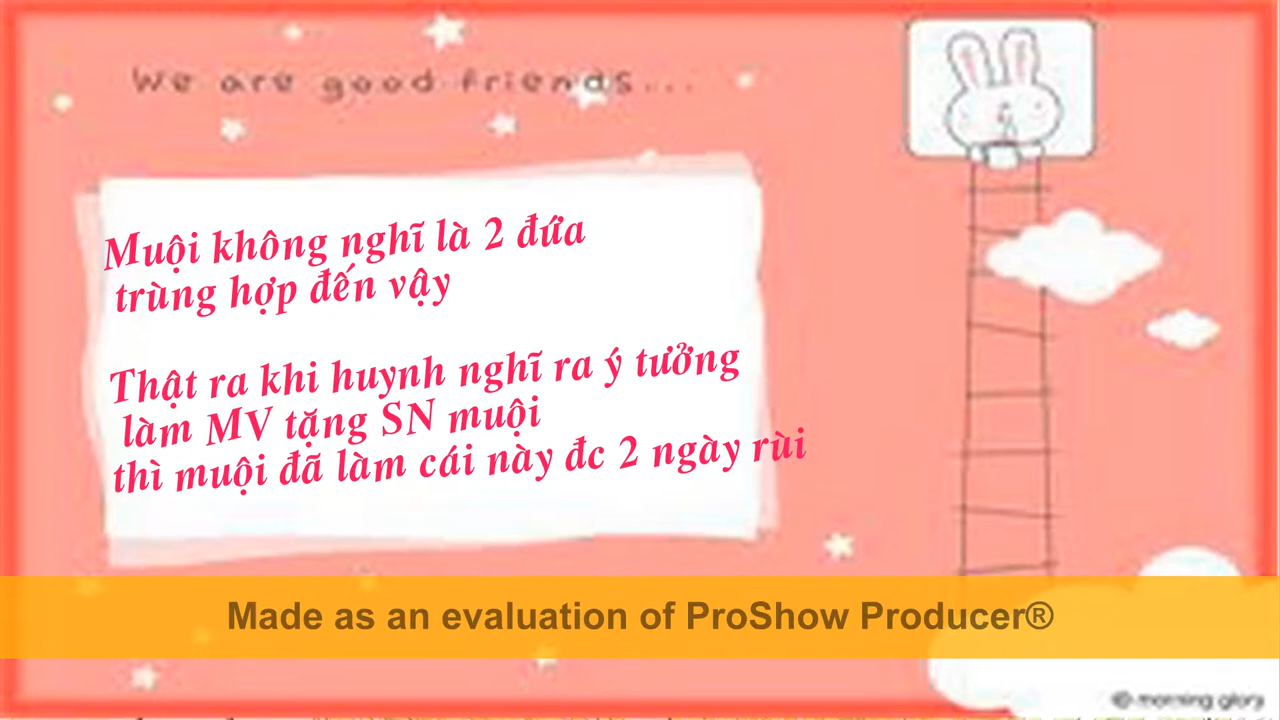 We are good friends...
Muội không nghĩ là 2 đứa
trùng hợp đến vậy
Thật ra khi huynh nghĩ ra ý tưởng
làm MV tặng SN muội
thì muội đã làm cái này đc 2 ngày rùi
Made as an evaluation of ProShow Producer®
© morning glory